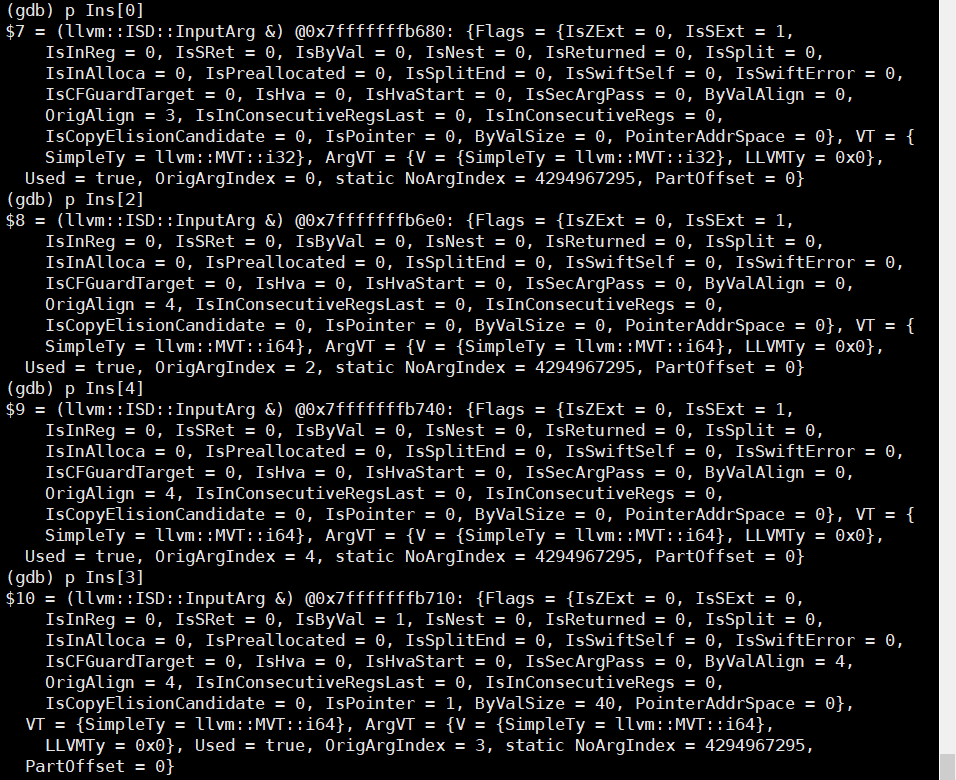 (gdb) p Ins[0]
$7 = (llvm::ISD::InputArg &) @0x7fffffffb680: {Flags = {IsZExt = 0, IsSExt = 1,
IsInReg = 0, IsSRet = 0, IsByVal = 0, IsNest = 0, IsReturned = 0, IsSplit = 0,
IsInAlloca = 0, IsPreallocated = 0, IsSplitEnd = 0, IsSwiftSelf = 0, IsSwiftError = 0,
IsCFGuardTarget = 0, IsHva = 0, IsHvaStart = 0, IsSecArgPass = 0, ByValAlign = 0,
OrigAlign = 3, IsInConsecutiveRegsLast = 0, IsInConsecutiveRegs = 0,
IsCopyElisionCandidate = 0, IsPointer = 0, ByValSize = 0, PointerAddrSpace = 0}, VT = {
SimpleTy = llvm::MVT::i32}, ArgVT = {V = {SimpleTy = llvm::MVT::i32}, LLVMTy = 0x0},
Used = true, OrigArgIndex = 0, static NoArgIndex = 4294967295, PartOffset = 0}
(gdb) p Ins[2]
$8 = (llvm::ISD::InputArg &) @0x7fffffffb6e0: {Flags = {IsZExt = 0, IsSExt = 1,
IsInReg = 0, IsSRet = 0, IsByVal = 0, IsNest = 0, IsReturned = 0, IsSplit = 0,
IsInAlloca = 0, IsPreallocated = 0, IsSplitEnd = 0, IsSwiftSelf = 0, IsSwiftError = 0,
IsCFGuardTarget = 0, IsHva = 0, IsHvaStart = 0, IsSecArgPass = 0, ByValAlign = 0,
OrigAlign = 4, IsInConsecutiveRegsLast = 0, IsInConsecutiveRegs = 0,
IsCopyElisionCandidate = 0, IsPointer = 0, ByValSize = 0, PointerAddrSpace = 0}, VT = {
SimpleTy = llvm::MVT::i64}, ArgVT = {V = {SimpleTy = llvm::MVT::i64}, LLVMTy = 0x0},
Used = true, OrigArgIndex = 2, static NoArgIndex = 4294967295, PartOffset = 0}
(gdb) p Ins[4]
$9 = (llvm::ISD::InputArg &) @0x7fffffffb740: {Flags = {IsZExt = 0, IsSExt = 1,
IsInReg = 0, IsSRet = 0, IsByVal = 0, IsNest = 0, IsReturned = 0, IsSplit = 0,
IsInAlloca = 0, IsPreallocated = 0, IsSplitEnd = 0, IsSwiftSelf = 0, IsSwiftError = 0,
IsCFGuardTarget = 0, IsHva = 0, IsHvaStart = 0, IsSecArgPass = 0, ByValAlign = 0,
OrigAlign = 4, IsInConsecutiveRegsLast = 0, IsInConsecutiveRegs = 0,
IsCopyElisionCandidate = 0, IsPointer = 0, ByValSize = 0, PointerAddrSpace = 0}, VT = {
SimpleTy = llvm::MVT::i64}, ArgVT = {V = {SimpleTy = llvm::MVT::i64}, LLVMTy = 0x0},
Used = true, OrigArgIndex = 4, static NoArgIndex = 4294967295, PartOffset = 0}
(gdb) p Ins[3]
$10 = (llvm::ISD::InputArg &) @0x7fffffffb710: {Flags = {IsZExt = 0, IsSExt = 0,
IsInReg = 0, IsSRet = 0, IsByVal = 1, IsNest = 0, IsReturned = 0, IsSplit = 0,
IsInAlloca = 0, IsPreallocated = 0, IsSplitEnd = 0, IsSwiftSelf = 0, IsSwiftError = 0,
IsCFGuardTarget = 0, IsHva = 0, IsHvaStart = 0, IsSecArgPass = 0, ByValAlign = 4,
OrigAlign = 4, IsInConsecutiveRegsLast = 0, IsInConsecutiveRegs = 0,
IsCopyElisionCandidate = 0, IsPointer = 1, ByValSize = 40, PointerAddrSpace = 0},
VT = {SimpleTy = llvm::MVT::i64}, ArgVT = {V = {SimpleTy = llvm::MVT::i64},
LLVMTy = 0x0}, Used = true, OrigArgIndex = 3, static NoArgIndex = 4294967295,
PartOffset = 0}